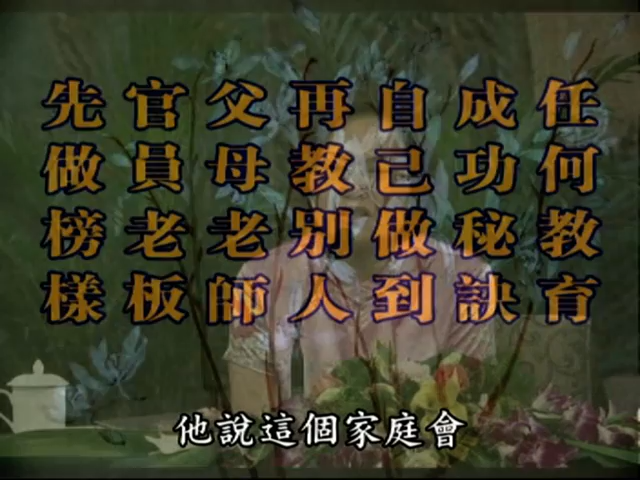 任何教育
成功秘訣
自己做到
再教別人
父母老師
官員老板
先做榜樣
他說這個家庭會